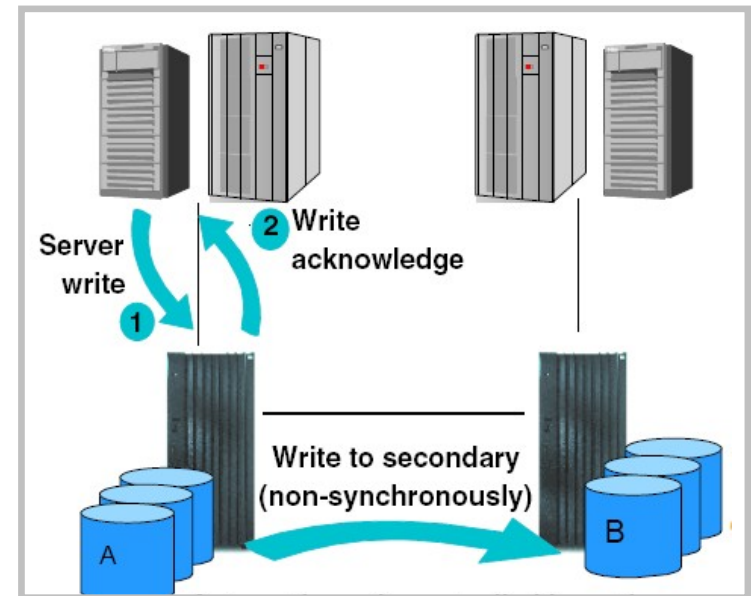 2 Write
acknowledge
Server
write
1
Write to secondary
(non-synchronously)
A
B